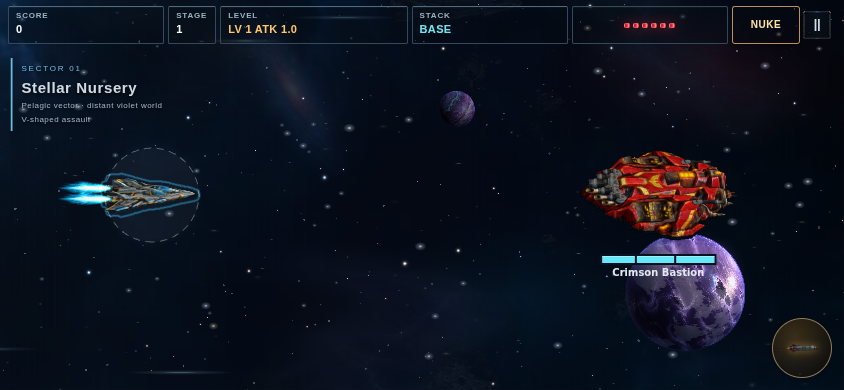 SCORE
0
STAGE
1
LEVEL
LV 1 ATK 1.0
STACK
BASE
NUKE
SECTOR 01
Stellar Nursery
Pelagic vector - distant violet world
V-shaped assault
Crimson Bastion